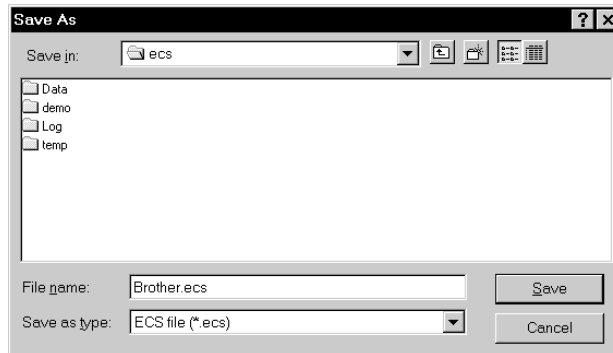 Save As
Save in: ecs
Data
demo
Log
temp
File name: Brother.ecs Save
Save as type: ECS file (*.ecs) Cancel